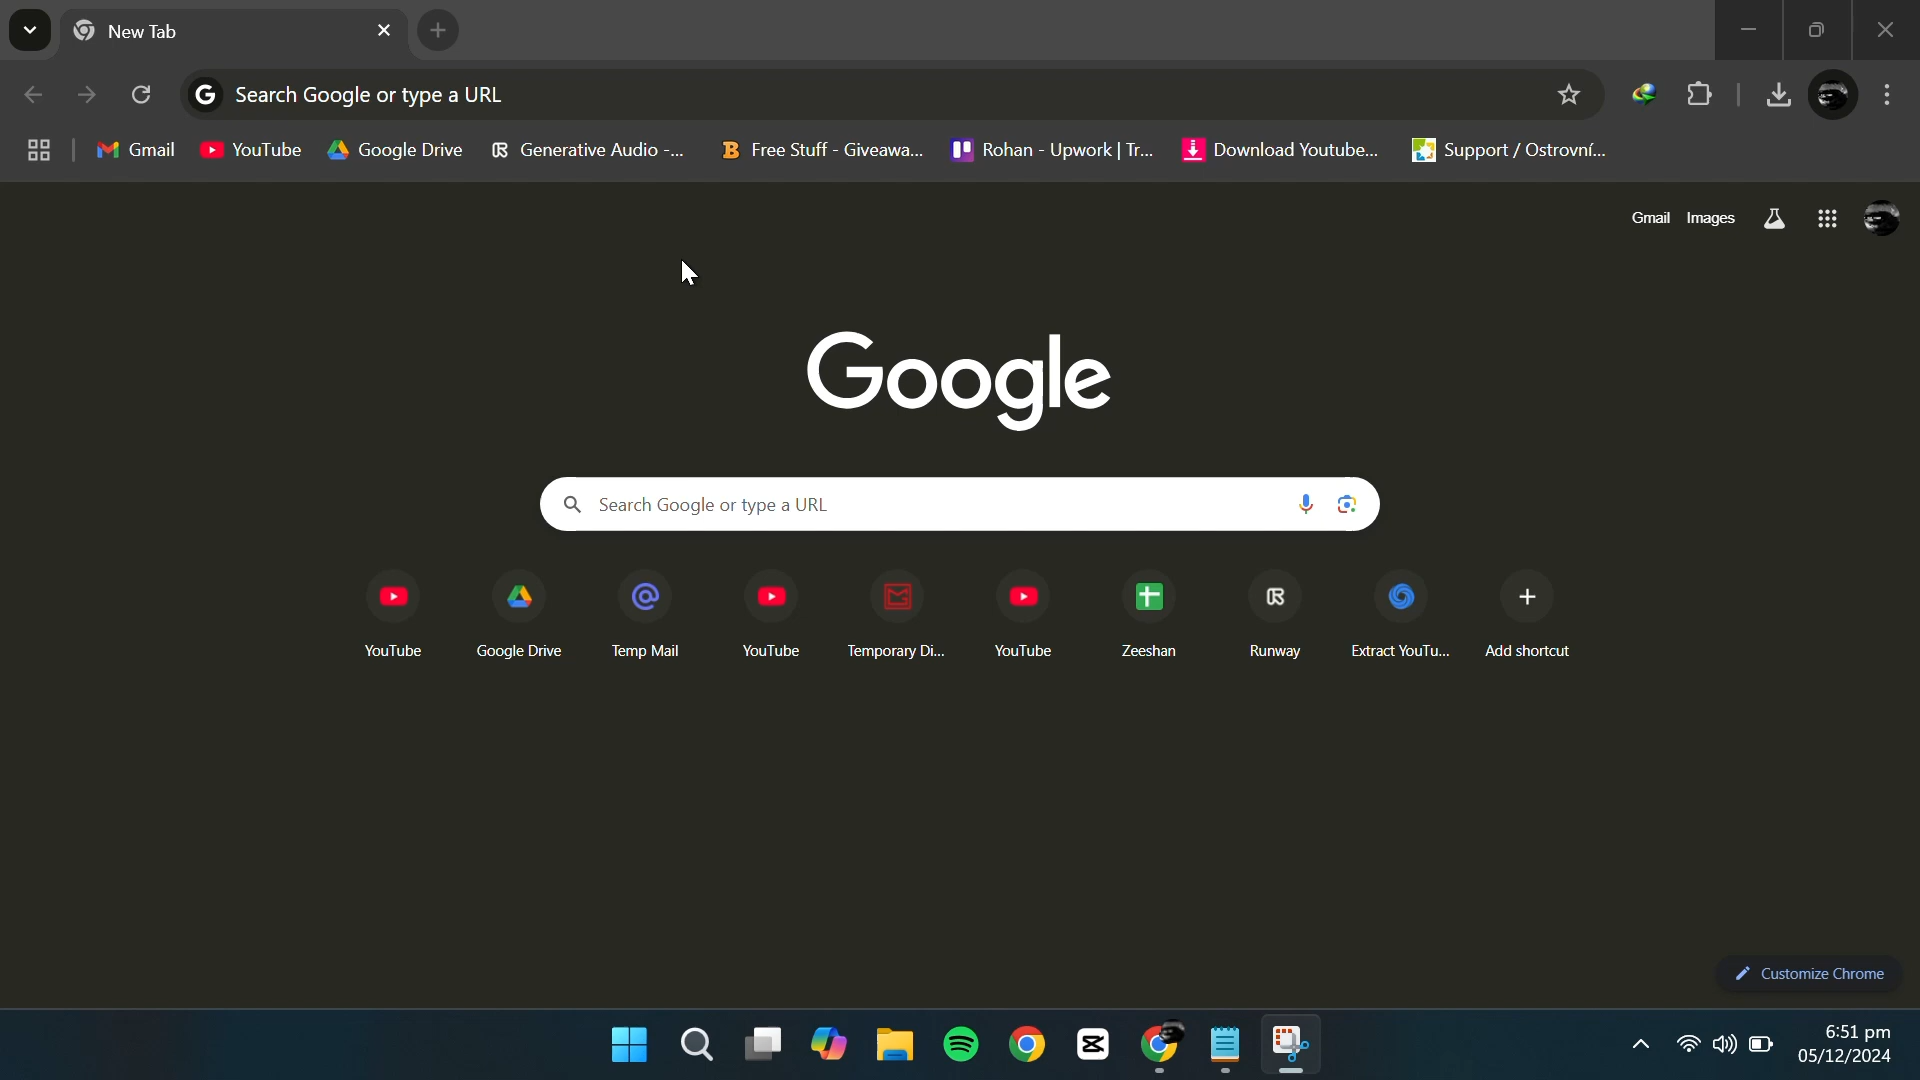 New Tab
Search Google or type a URL
Gmail YouTube Google Drive Generative Audio -... Free Stuff - Giveawa... Rohan - Upwork | Tr... Download Youtube... Support / Ostrovní...
Gmail Images
Google
Search Google or type a URL
YouTube Google Drive Temp Mail YouTube Temporary Di... YouTube Zeeshan Runway Extract YouTu... Add shortcut
Customize Chrome
6:51 pm
05/12/2024